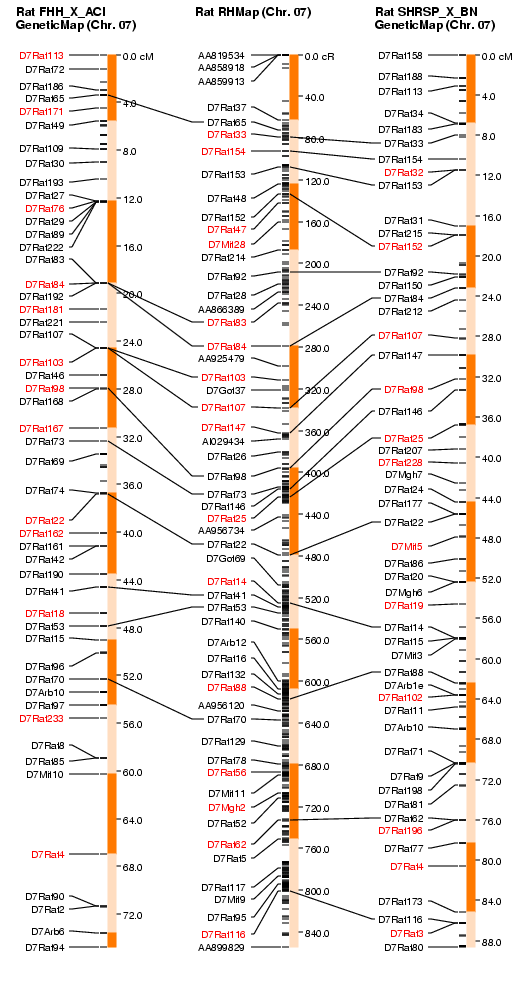 Rat FHH_X_ACI
GeneticMap (Chr. 07)
D7Rat113
D7Rat72
D7Rat186
D7Rat65
D7Rat171
D7Rat49
D7Rat109
D7Rat30
D7Rat193
D7Rat27
D7Rat76
D7Rat29
D7Rat89
D7Rat222
D7Rat83
D7Rat84
D7Rat192
D7Rat181
D7Rat221
D7Rat107
D7Rat103
D7Rat46
D7Rat98
D7Rat168
D7Rat167
D7Rat73
D7Rat69
D7Rat74
D7Rat22
D7Rat162
D7Rat161
D7Rat42
D7Rat190
D7Rat41
D7Rat18
D7Rat53
D7Rat15
D7Rat96
D7Rat70
D7Arb10
D7Rat97
D7Rat233
D7Rat8
D7Rat85
D7Mit10
D7Rat4
D7Rat90
D7Rat2
D7Arb6
D7Rat94
0.0 cM
4.0
8.0
12.0
16.0
20.0
24.0
28.0
32.0
36.0
40.0
44.0
48.0
52.0
56.0
60.0
64.0
68.0
72.0
Rat RHMap (Chr. 07)
AA819534
AA858918
AA859913
D7Rat37
D7Rat65
D7Rat33
D7Rat154
D7Rat153
D7Rat48
D7Rat152
D7Rat47
D7Mit28
D7Rat214
D7Rat92
D7Rat28
AA866389
D7Rat83
D7Rat84
AA925479
D7Rat103
D7Got37
D7Rat107
D7Rat147
AI029434
D7Rat26
D7Rat98
D7Rat73
D7Rat146
D7Rat25
AA956734
D7Rat22
D7Got69
D7Rat14
D7Rat41
D7Rat53
D7Rat140
D7Arb12
D7Rat16
D7Rat132
D7Rat88
AA956120
D7Rat70
D7Rat129
D7Rat78
D7Rat56
D7Mit11
D7Mgh2
D7Rat52
D7Rat62
D7Rat5
D7Rat117
D7Mit9
D7Rat95
D7Rat116
AA899829
0.0 cR
40.0
80.0
120.0
160.0
200.0
240.0
280.0
320.0
360.0
400.0
440.0
480.0
520.0
560.0
600.0
640.0
680.0
720.0
760.0
800.0
840.0
Rat SHRSP_X_BN
GeneticMap (Chr. 07)
D7Rat158
D7Rat188
D7Rat113
D7Rat34
D7Rat183
D7Rat33
D7Rat154
D7Rat32
D7Rat153
D7Rat31
D7Rat215
D7Rat152
D7Rat92
D7Rat150
D7Rat84
D7Rat212
D7Rat107
D7Rat147
D7Rat98
D7Rat146
D7Rat25
D7Rat207
D7Rat228
D7Mgh7
D7Rat24
D7Rat177
D7Rat22
D7Mit5
D7Rat86
D7Rat20
D7Mgh6
D7Rat19
D7Rat14
D7Rat15
D7Mit3
D7Rat88
D7Arb1a
D7Rat102
D7Rat11
D7Arb10
D7Rat71
D7Rat9
D7Rat198
D7Rat81
D7Rat62
D7Rat196
D7Rat77
D7Rat4
D7Rat173
D7Rat116
D7Rat3
D7Rat80
0.0 cM
4.0
8.0
12.0
16.0
20.0
24.0
28.0
32.0
36.0
40.0
44.0
48.0
52.0
56.0
60.0
64.0
68.0
72.0
76.0
80.0
84.0
88.0